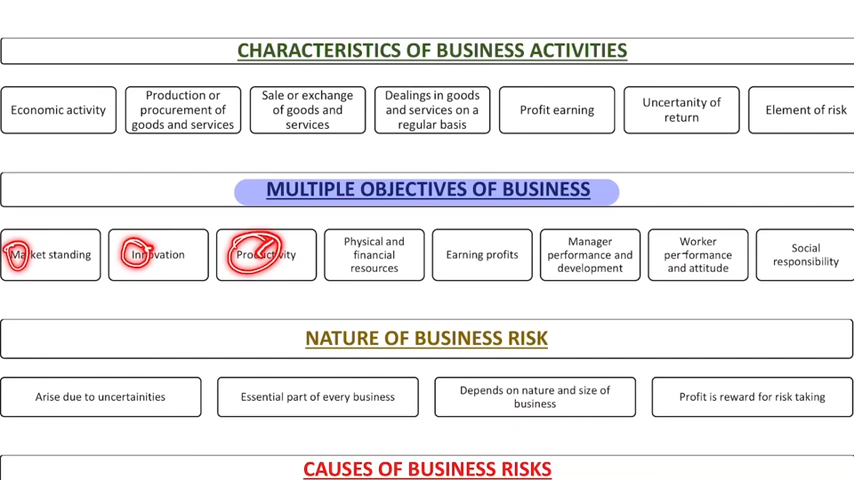 CHARACTERISTICS OF BUSINESS ACTIVITIES
Economic activity
Production or
procurement of
goods and services
Sale or exchange
of goods and
services
Dealings in goods
and services on a
regular basis
Profit earning
Uncertanity of
return
Element of risk
MULTIPLE OBJECTIVES OF BUSINESS
Market standing
Innovation
Productivity
Physical and
financial
resources
Earning profits
Manager
performance and
development
Worker
performance
and attitude
Social
responsibility
NATURE OF BUSINESS RISK
Arise due to uncertainities
Essential part of every business
Depends on nature and size of
business
Profit is reward for risk taking
CAUSES OF BUSINESS RISKS